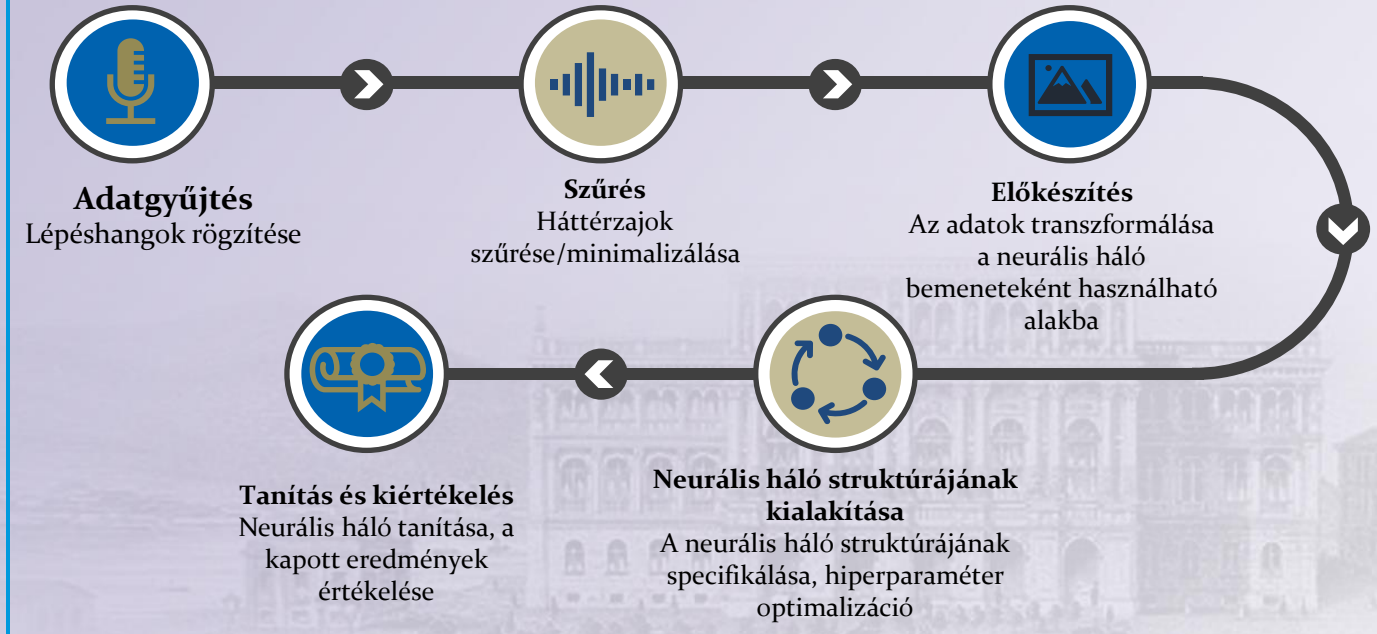 Adatgyűjtés
Lépéshangok rögzítése
Szűrés
Háttérzajok
szűrése/minimalizálása
Előkészítés
Az adatok transzformálása
a neurális háló
bemeneteként használható
alakba
Neurális háló struktúrájának
kialakítása
A neurális háló struktúrájának
specifikálása, hiperparaméter
optimalizáció
Tanítás és kiértékelés
Neurális háló tanítása, a
kapott eredmények
értékelése